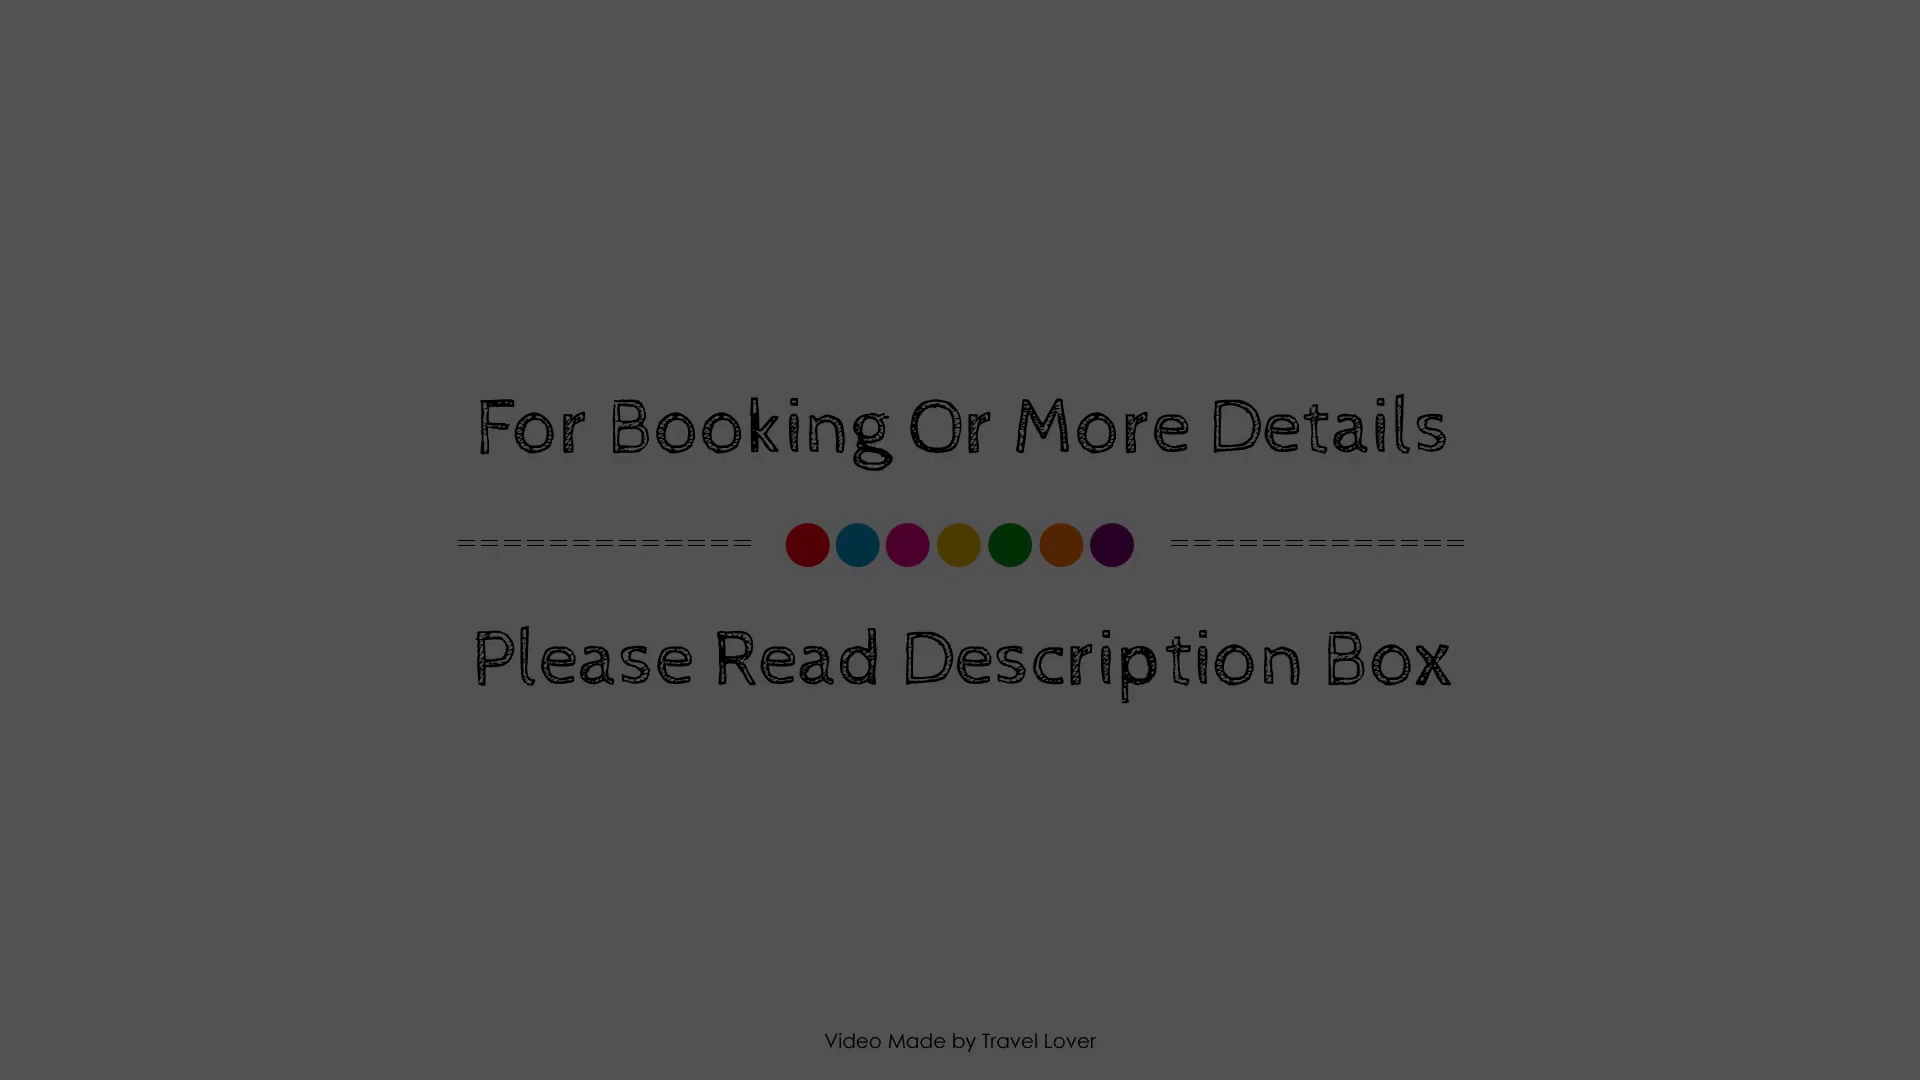 For Booking Or More Details
============= =============
Please Read Description Box
Video Made by Travel Lover